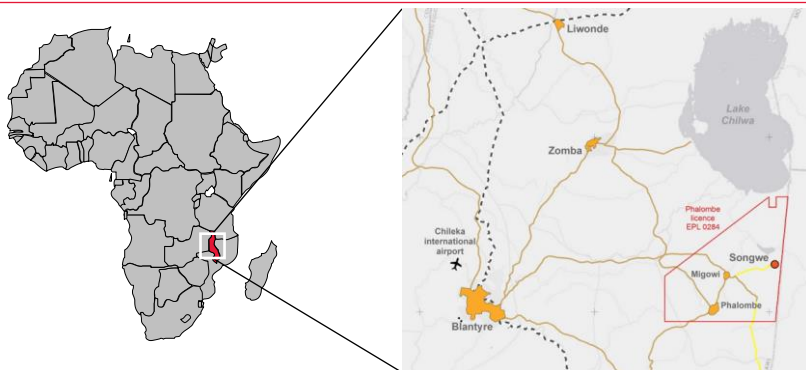 Liwonde
Lake
Chilwa
Zomba
Phalombe
licence
EPL 0284
Chileka
international
airport
Songwe
Migowi
Phalombe
Blantyre